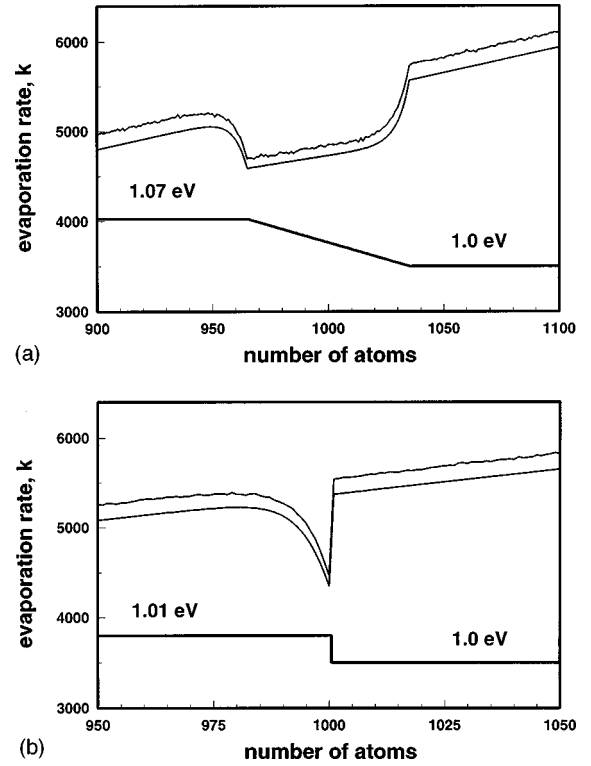 6000
5000
4000
3000
evaporation rate, k
1.07 eV
1.0 eV
900
950
1000
1050
1100
number of atoms
(a)
6000
5000
4000
3000
evaporation rate, k
1.01 eV
1.0 eV
950
975
1000
1025
1050
number of atoms
(b)